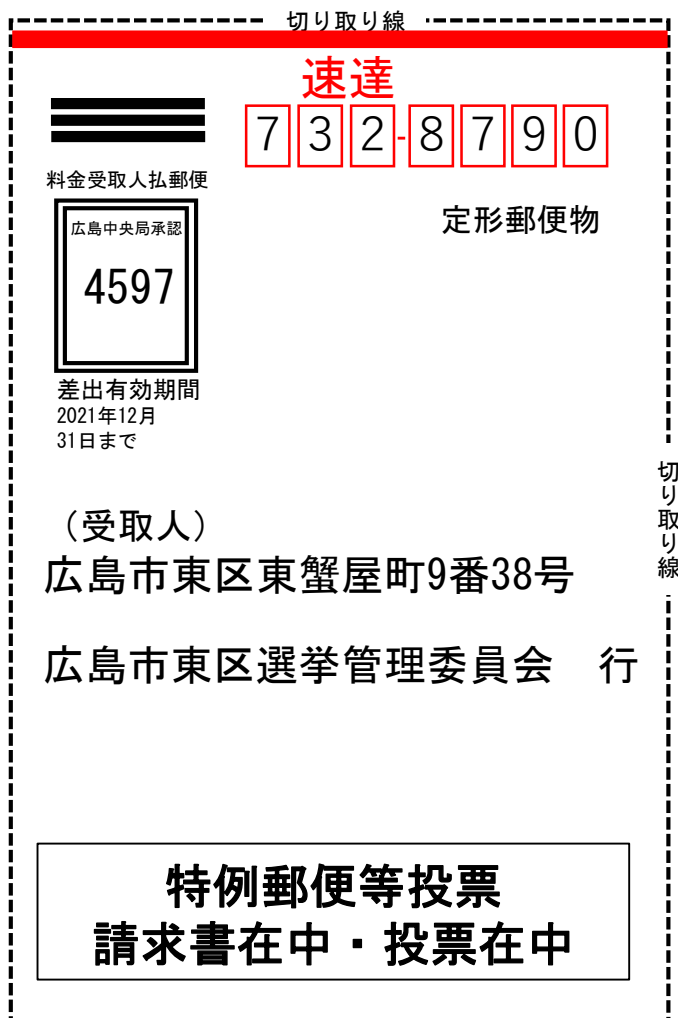 切り取り線
速達
732-8790
料金受取人払郵便
広島中央局承認
4597
定形郵便物
差出有効期間
2021年12月
31日まで
切り取り線
（受取人）
広島市東区東蟹屋町9番38号
広島市東区選挙管理委員会　行
特例郵便等投票
請求書在中・投票在中